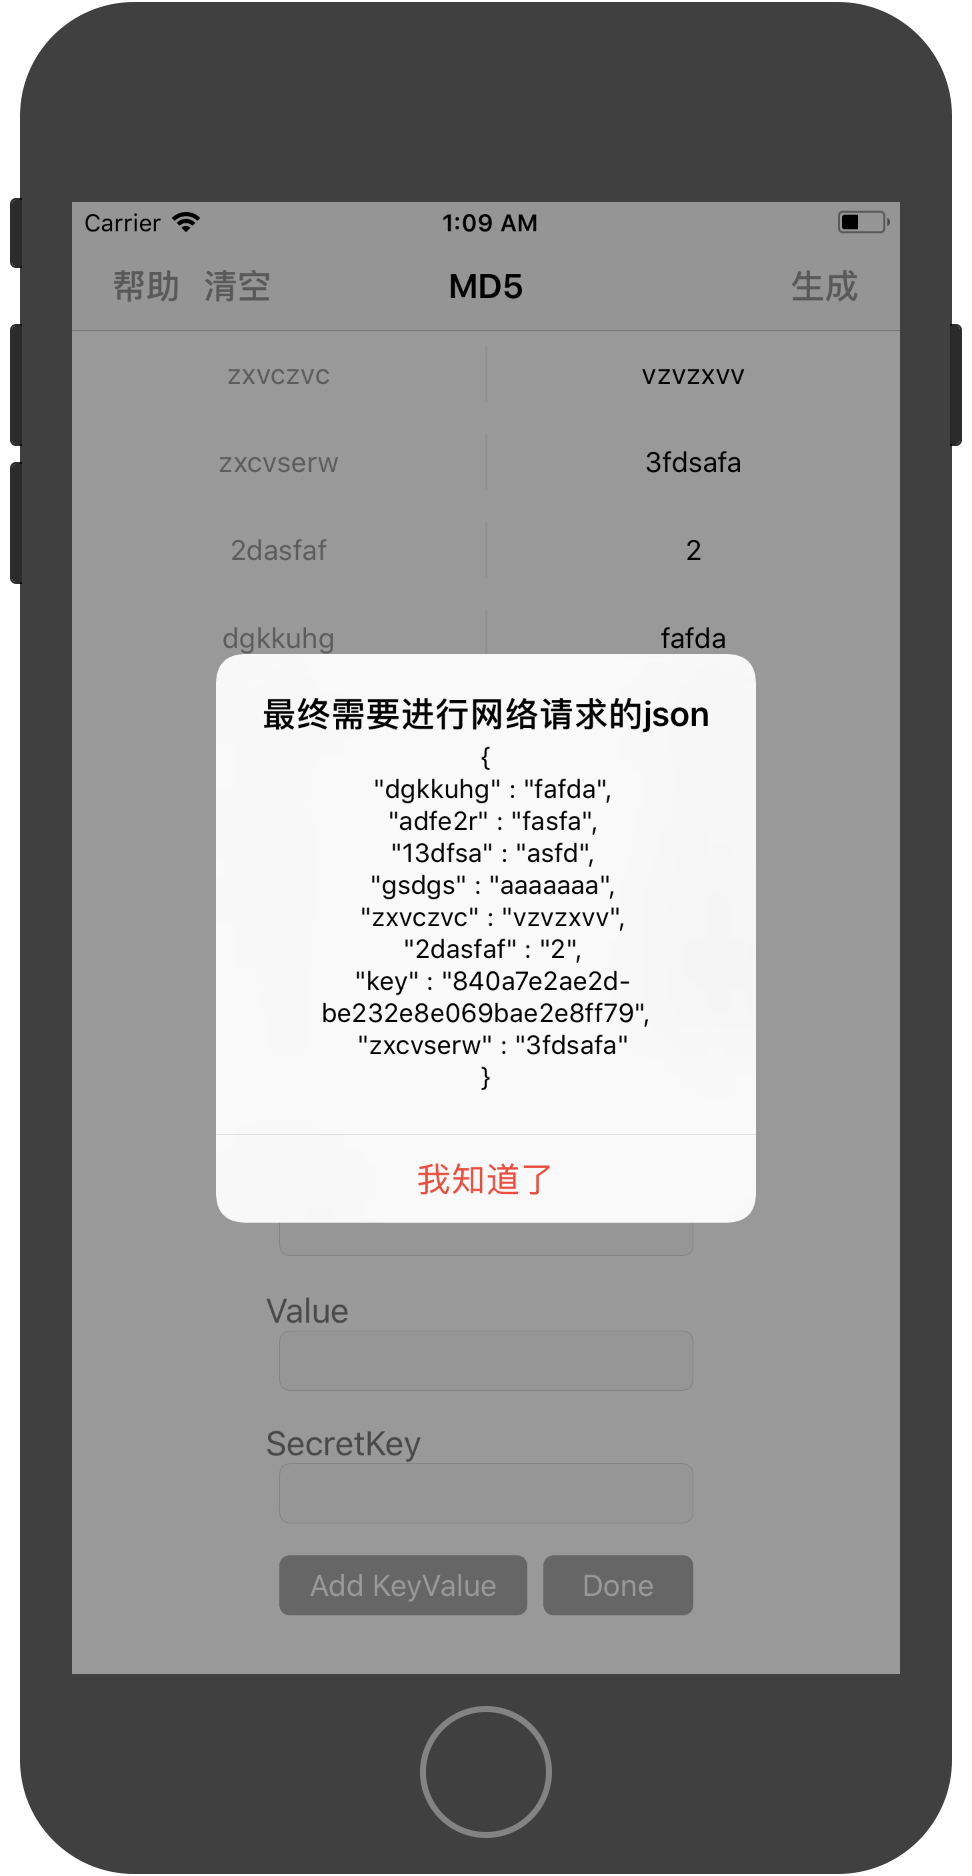 Carrier 1:09 AM
帮助 清空 MD5 生成
zxvczvc vzvzxvv
zxcvserw 3fdsafa
2dasfaf 2
dgkkuhg fafda
最终需要进行网络请求的json
{
"dgkkuhg" : "fafda",
"adfe2r" : "fasfa",
"13dfsa" : "asfd",
"gsdgs" : "aaaaaaa",
"zxvczvc" : "vzvzxvv",
"2dasfaf" : "2",
"key" : "840a7e2ae2d-
be232e8e069bae2e8ff79",
"zxcvserw" : "3fdsafa"
}
我知道了
Value
SecretKey
Add KeyValue Done